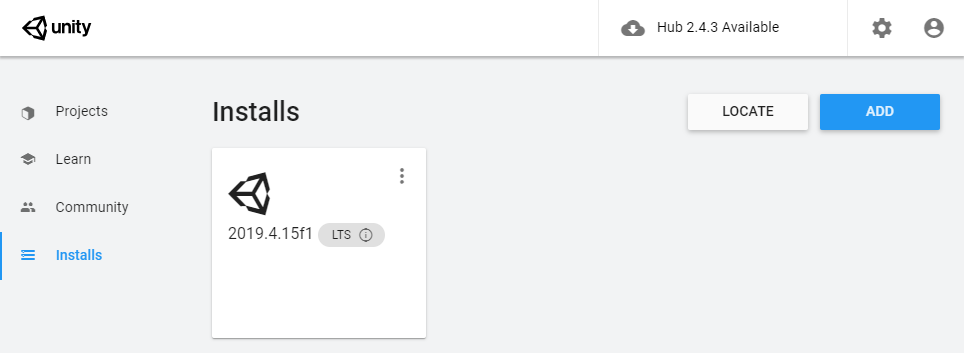 unity
Hub 2.4.3 Available
Projects
Learn
Community
Installs
Installs
LOCATE
ADD
2019.4.15f1 LTS